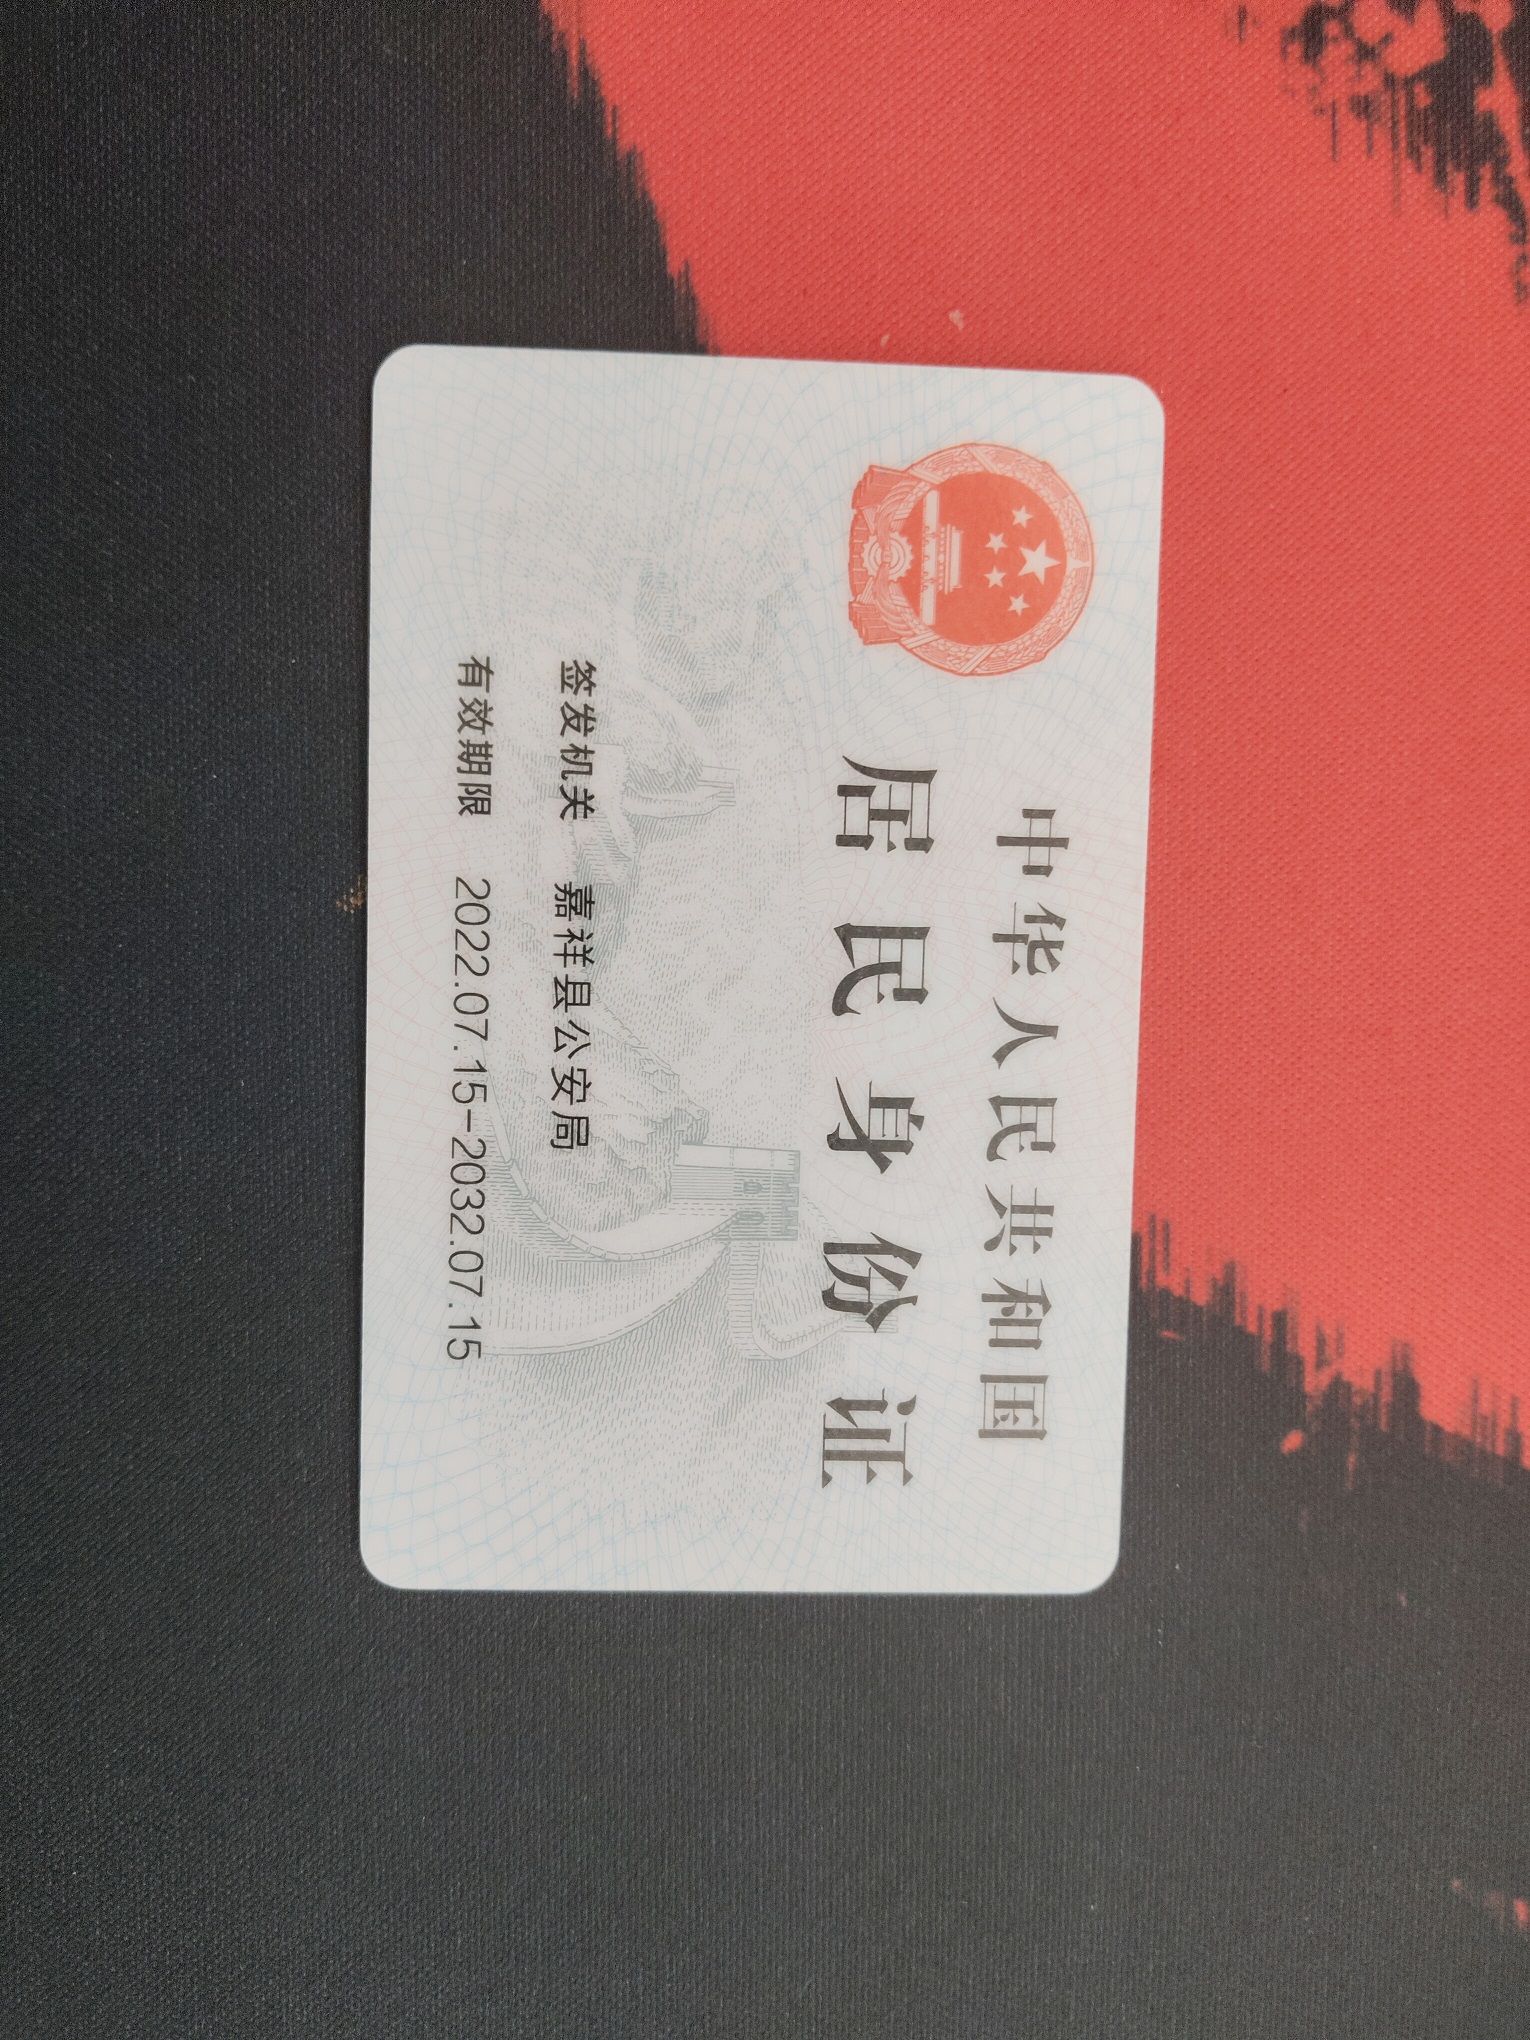 中华人民共和国
居民身份证
签发机关 嘉祥县公安局
有效期限 2022.07.15-2032.07.15